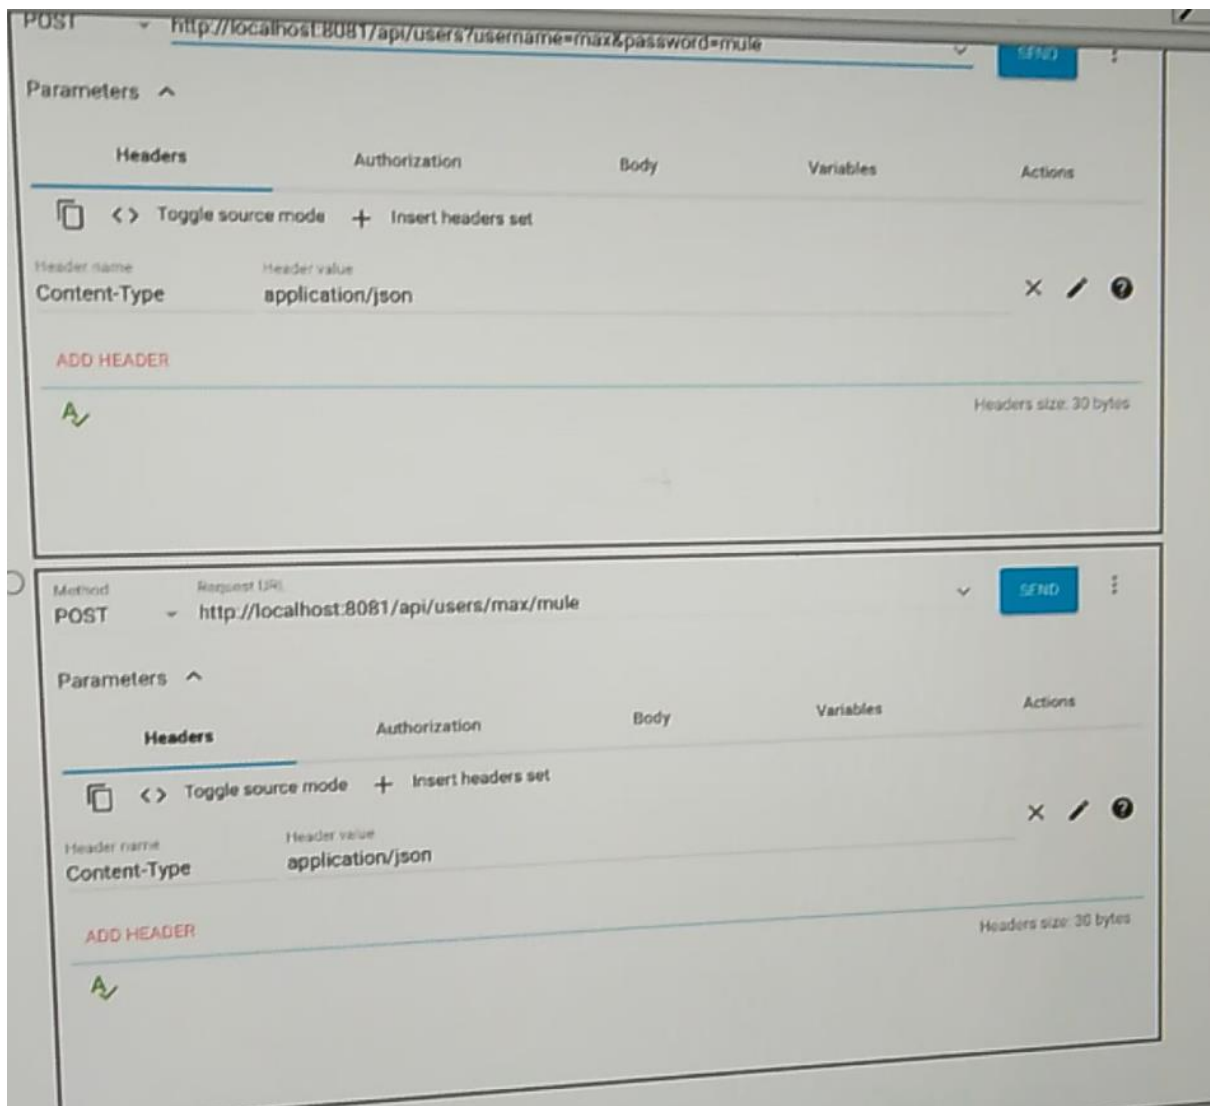 POST http://localhost:8081/api/users?username=max&password=mule SEND
Parameters
Headers Authorization Body Variables Actions
Toggle source mode Insert headers set
Header name Header value
Content-Type application/json
ADD HEADER
Headers size: 30 bytes
Method Request URL
POST http://localhost:8081/api/users/max/mule SEND
Parameters
Headers Authorization Body Variables Actions
Toggle source mode Insert headers set
Header name Header value
Content-Type application/json
ADD HEADER
Headers size: 30 bytes